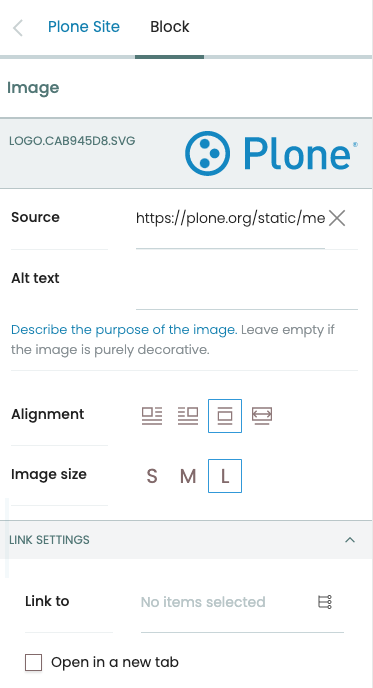 Plone Site
Block
Image
LOGO.CAB945D8.SVG
Plone®
Source
https://plone.org/static/me
Alt text
Describe the purpose of the image. Leave empty if
the image is purely decorative.
Alignment
Image size
S M L
LINK SETTINGS
Link to
No items selected
Open in a new tab